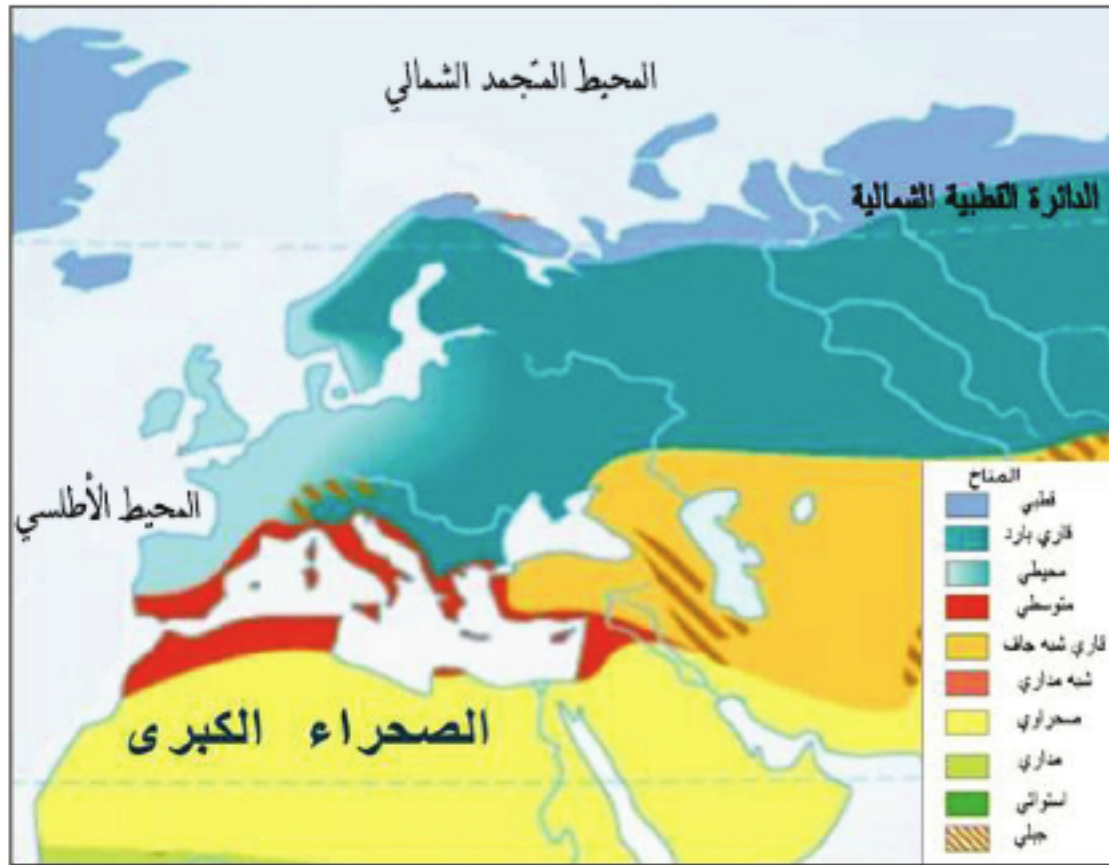 المحيط المتجمد الشمالي
الدائرة القطبية الشمالية
المحيط الأطلسي
الصحراء الكبرى
المناخ
قطبي
قاري بارد
محيطي
متوسطي
قاري شبه جاف
شبه مداري
صحراوي
مداري
استوائي
جبلي